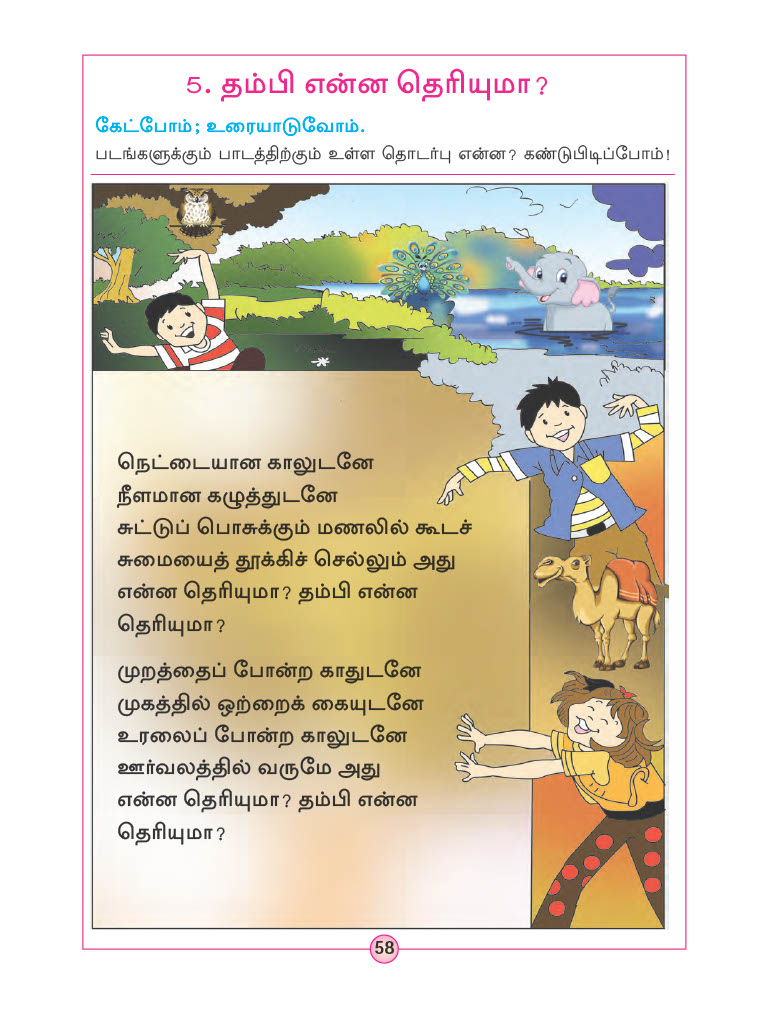 5. தம்பி என்ன தெரியுமா?
கேட்போம்; உரையாடுவோம்.
படங்களுக்கும் பாடத்திற்கும் உள்ள தொடர்பு என்ன? கண்டுபிடிப்போம்!
நெட்டையான காலுடனே
நீளமான கழுத்துடனே
சுட்டுப் பொசுக்கும் மணலில் கூடச்
சுமையைத் தூக்கிச் செல்லும் அது
என்ன தெரியுமா? தம்பி என்ன
தெரியுமா?
முறத்தைப் போன்ற காதுடனே
முகத்தில் ஒற்றைக் கையுடனே
உரலைப் போன்ற காலுடனே
ஊர்வலத்தில் வருமே அது
என்ன தெரியுமா? தம்பி என்ன
தெரியுமா?
58